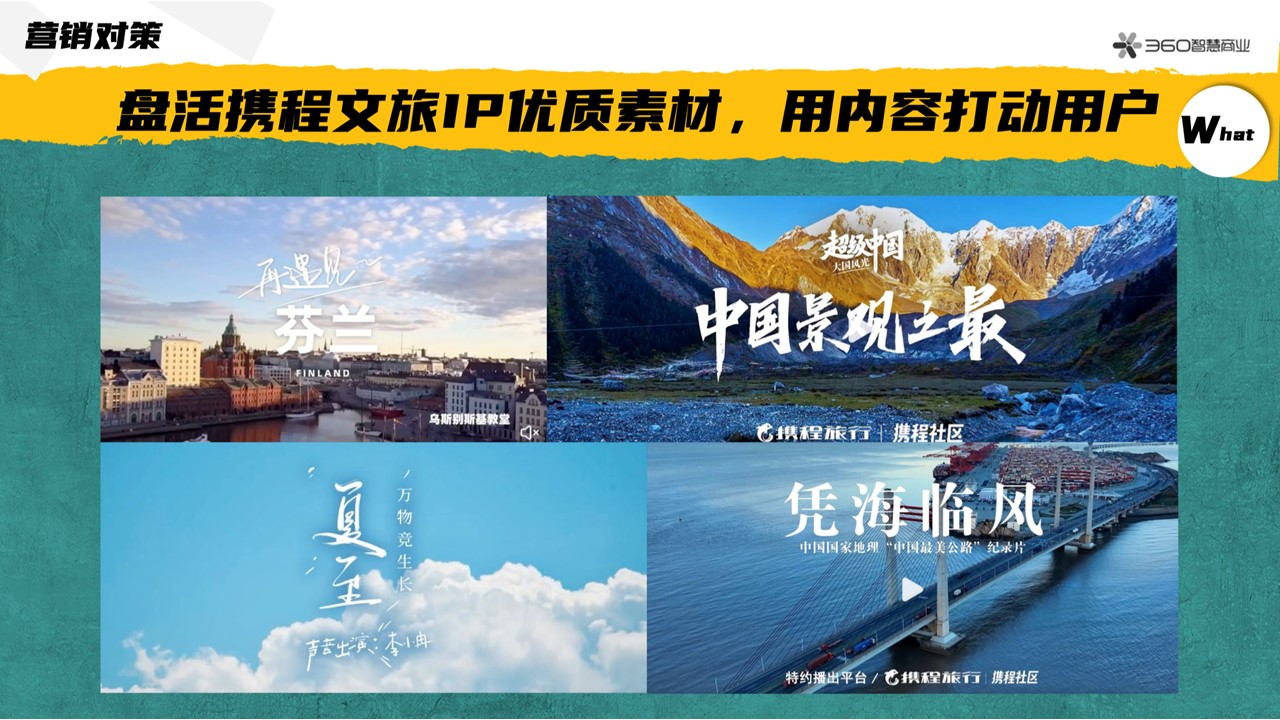 营销对策
360智慧商业
盘活携程文旅IP优质素材，用内容打动用户
What
再遇见
芬兰
FINLAND
乌斯别斯基教堂
超级中国
大国风光
中国景观之最
携程旅行 | 携程社区
夏至
万物竞生长
声音出演：李小冉
凭海临风
中国国家地理“中国最美公路”纪录片
特约播出平台 / 携程旅行 | 携程社区